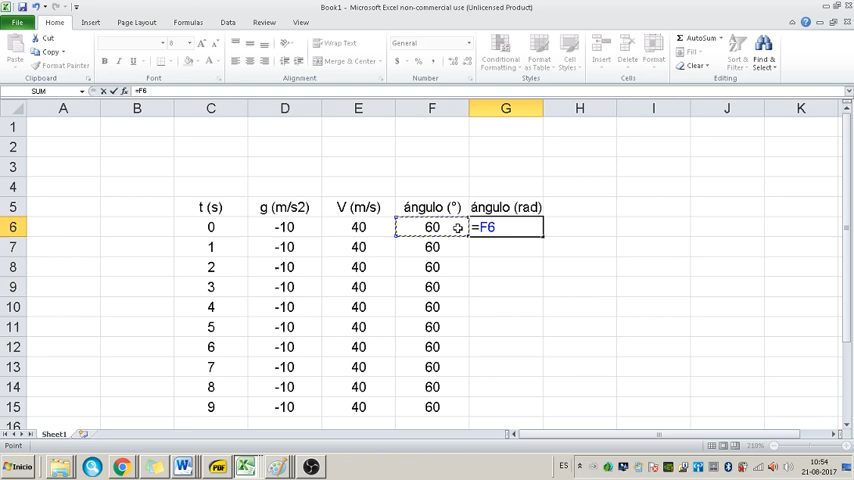 Book1 - Microsoft Excel non-commercial use (Unlicensed Product)
File Home Insert Page Layout Formulas Data Review View
Cut
Copy
Format Painter
Paste
Clipboard
8
Font
Wrap Text
Merge & Center
Alignment
General
Number
Conditional Formatting
Format as Table
Cell Styles
Styles
Insert Delete Format
Cells
AutoSum
Fill
Clear
Sort & Filter
Find & Select
Editing
SUM =F6
A B C D E F G H I J K
1
2
3
4
5 t (s) g (m/s2) V (m/s) ángulo (°) ángulo (rad)
6 0 -10 40 60 =F6
7 1 -10 40 60
8 2 -10 40 60
9 3 -10 40 60
10 4 -10 40 60
11 5 -10 40 60
12 6 -10 40 60
13 7 -10 40 60
14 8 -10 40 60
15 9 -10 40 60
16
Sheet1
Point 218%
Inicio ES 10:54
21-08-2017